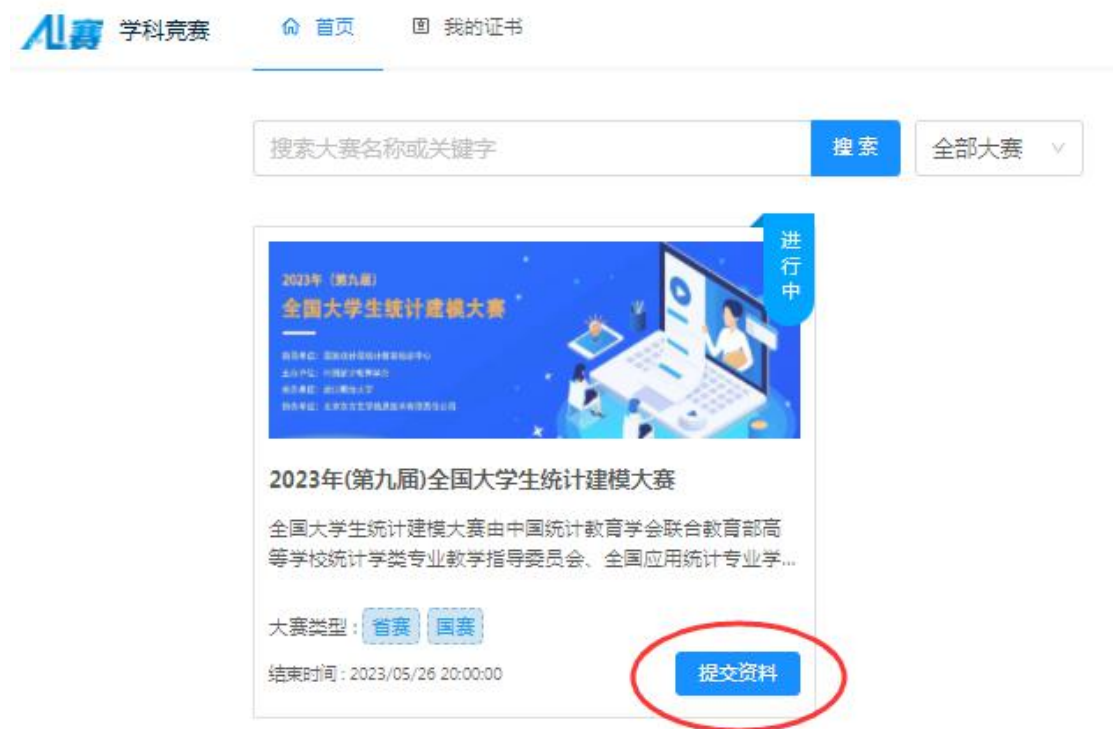 AI赛 学科竞赛 首页 我的证书
搜索大赛名称或关键字 搜索 全部大赛
进行中
2023年（第九届）
全国大学生统计建模大赛
2023年(第九届)全国大学生统计建模大赛
全国大学生统计建模大赛由中国统计教育学会联合教育部高
等学校统计学类专业教学指导委员会、全国应用统计专业学...
大赛类型 : 省赛 国赛
结束时间 : 2023/05/26 20:00:00 提交资料